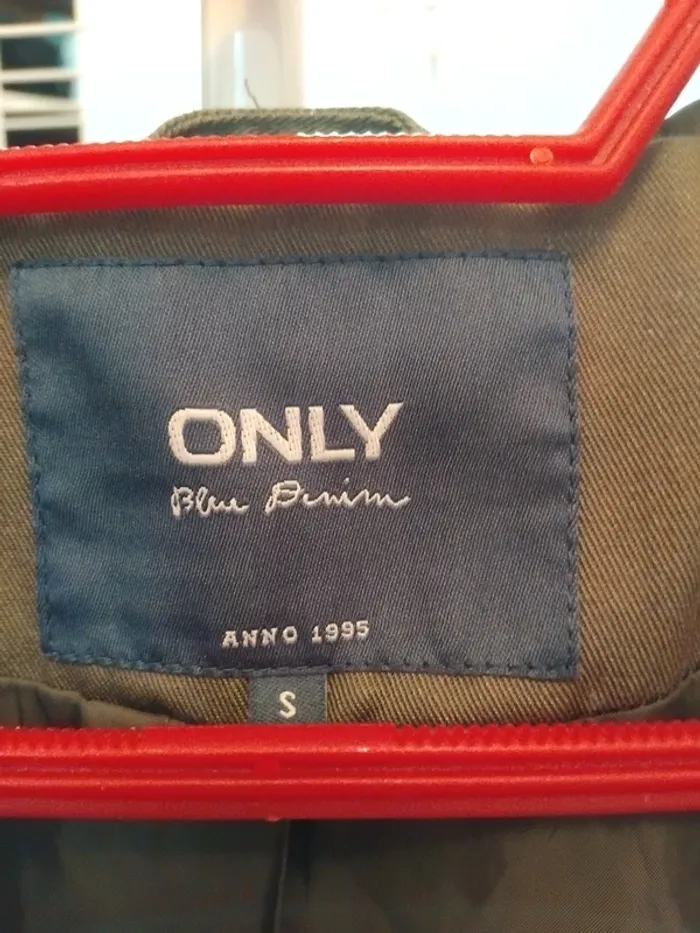 ONLY
Blue Denim
ANNO 1995
S